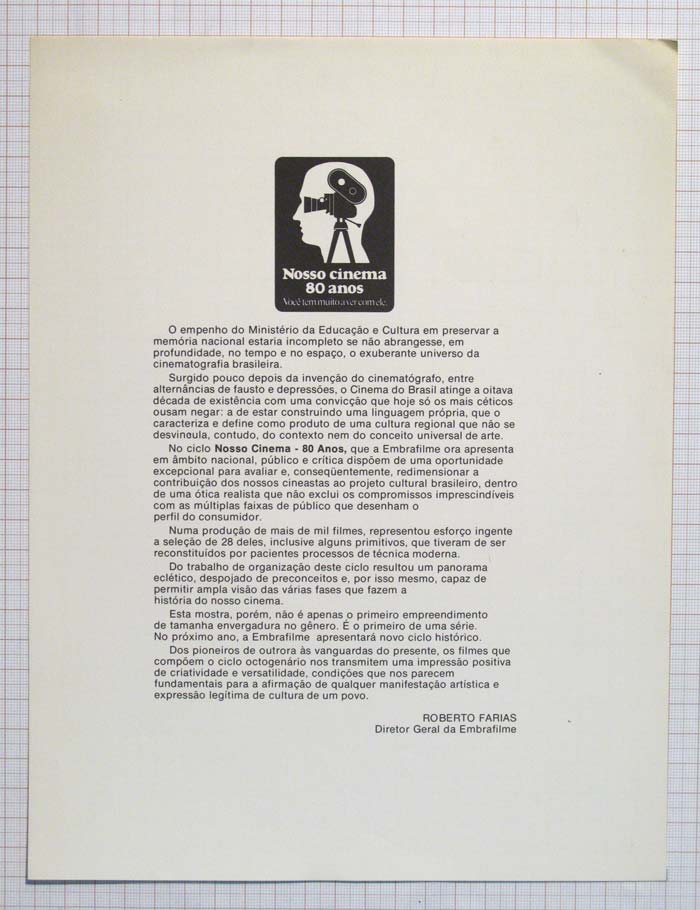 Nosso cinema
80 anos
Você tem muito a ver com ele.
O empenho do Ministério da Educação e Cultura em preservar a
memória nacional estaria incompleto se não abrangesse, em
profundidade, no tempo e no espaço, o exuberante universo da
cinematografia brasileira.
Surgido pouco depois da invenção do cinematógrafo, entre
alternâncias de fausto e depressões, o Cinema do Brasil atinge a oitava
década de existência com uma convicção que hoje só os mais céticos
ousam negar: a de estar construindo uma linguagem própria, que o
caracteriza e define como produto de uma cultura regional que não se
desvincula, contudo, do contexto nem do conceito universal de arte.
No ciclo Nosso Cinema - 80 Anos, que a Embrafilme ora apresenta
em âmbito nacional, público e crítica dispõem de uma oportunidade
excepcional para avaliar e, conseqüentemente, redimensionar a
contribuição dos nossos cineastas ao projeto cultural brasileiro, dentro
de uma ótica realista que não exclui os compromissos imprescindíveis
com as múltiplas faixas de público que desenham o
perfil do consumidor.
Numa produção de mais de mil filmes, representou esforço ingente
a seleção de 28 deles, inclusive alguns primitivos, que tiveram de ser
reconstituídos por pacientes processos de técnica moderna.
Do trabalho de organização deste ciclo resultou um panorama
eclético, despojado de preconceitos e, por isso mesmo, capaz de
permitir ampla visão das várias fases que fazem a
história do nosso cinema.
Esta mostra, porém, não é apenas o primeiro empreendimento
de tamanha envergadura no gênero. É o primeiro de uma série.
No próximo ano, a Embrafilme apresentará novo ciclo histórico.
Dos pioneiros de outrora às vanguardas do presente, os filmes que
compõem o ciclo octogenário nos transmitem uma impressão positiva
de criatividade e versatilidade, condições que nos parecem
fundamentais para a afirmação de qualquer manifestação artística e
expressão legítima de cultura de um povo.
ROBERTO FARIAS
Diretor Geral da Embrafilme